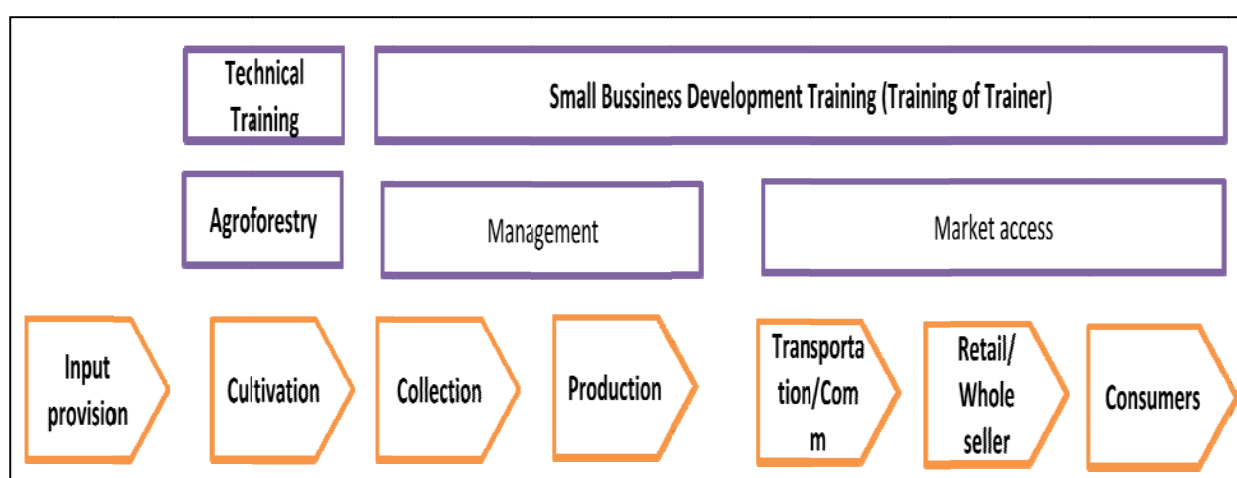 Technical
Training
Small Bussiness Development Training (Training of Trainer)
Agroforestry
Management
Market access
Input
provision
Cultivation
Collection
Production
Transporta
tion/Com
m
Retail/
Whole
seller
Consumers